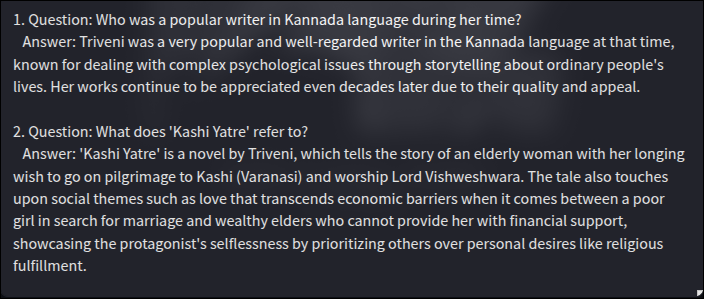 1. Question: Who was a popular writer in Kannada language during her time?
Answer: Triveni was a very popular and well-regarded writer in the Kannada language at that time,
known for dealing with complex psychological issues through storytelling about ordinary people's
lives. Her works continue to be appreciated even decades later due to their quality and appeal.
2. Question: What does 'Kashi Yatre' refer to?
Answer: 'Kashi Yatre' is a novel by Triveni, which tells the story of an elderly woman with her longing
wish to go on pilgrimage to Kashi (Varanasi) and worship Lord Vishweshwara. The tale also touches
upon social themes such as love that transcends economic barriers when it comes between a poor
girl in search for marriage and wealthy elders who cannot provide her with financial support,
showcasing the protagonist's selflessness by prioritizing others over personal desires like religious
fulfillment.